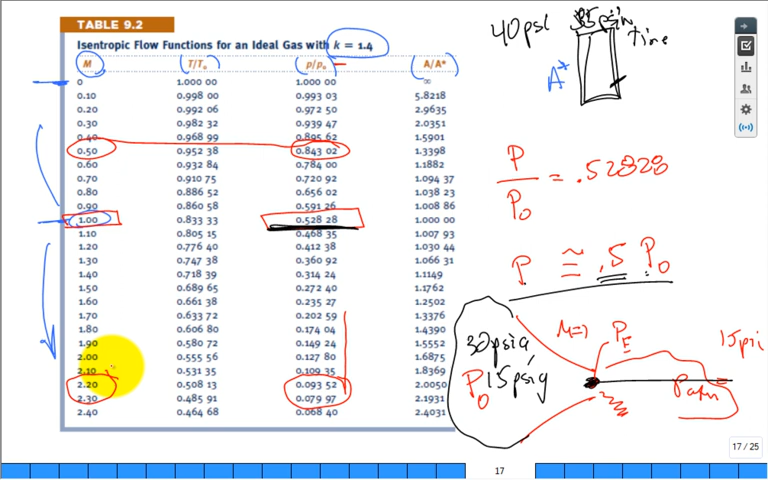 TABLE 9.2
Isentropic Flow Functions for an Ideal Gas with k = 1.4
M T/T₀ p/p₀ A/A*
0 1.000 00 1.000 00 ∞
0.10 0.998 00 0.993 03 5.8218
0.20 0.992 06 0.972 50 2.9635
0.30 0.982 32 0.939 47 2.0351
0.40 0.968 99 0.895 62 1.5901
0.50 0.952 38 0.843 02 1.3398
0.60 0.932 84 0.784 00 1.1882
0.70 0.910 75 0.720 92 1.094 37
0.80 0.886 52 0.656 02 1.038 23
0.90 0.860 58 0.591 26 1.008 86
1.00 0.833 33 0.528 28 1.000 00
1.10 0.805 15 0.468 35 1.007 93
1.20 0.776 40 0.412 38 1.030 44
1.30 0.747 38 0.360 92 1.066 31
1.40 0.718 39 0.314 24 1.1149
1.50 0.689 65 0.272 40 1.1762
1.60 0.661 38 0.235 27 1.2502
1.70 0.633 72 0.202 59 1.3376
1.80 0.606 80 0.174 04 1.4390
1.90 0.580 72 0.149 24 1.5552
2.00 0.555 56 0.127 80 1.6875
2.10 0.531 35 0.109 35 1.8369
2.20 0.508 13 0.093 52 2.0050
2.30 0.485 91 0.079 97 2.1931
2.40 0.464 68 0.068 40 2.4031
40psi
time
A*
P/P₀ = .52828
P ≅ .5 P₀
M=1 P_E
30psia
15psi
P₀ 15psig
Patm
17 / 25
17